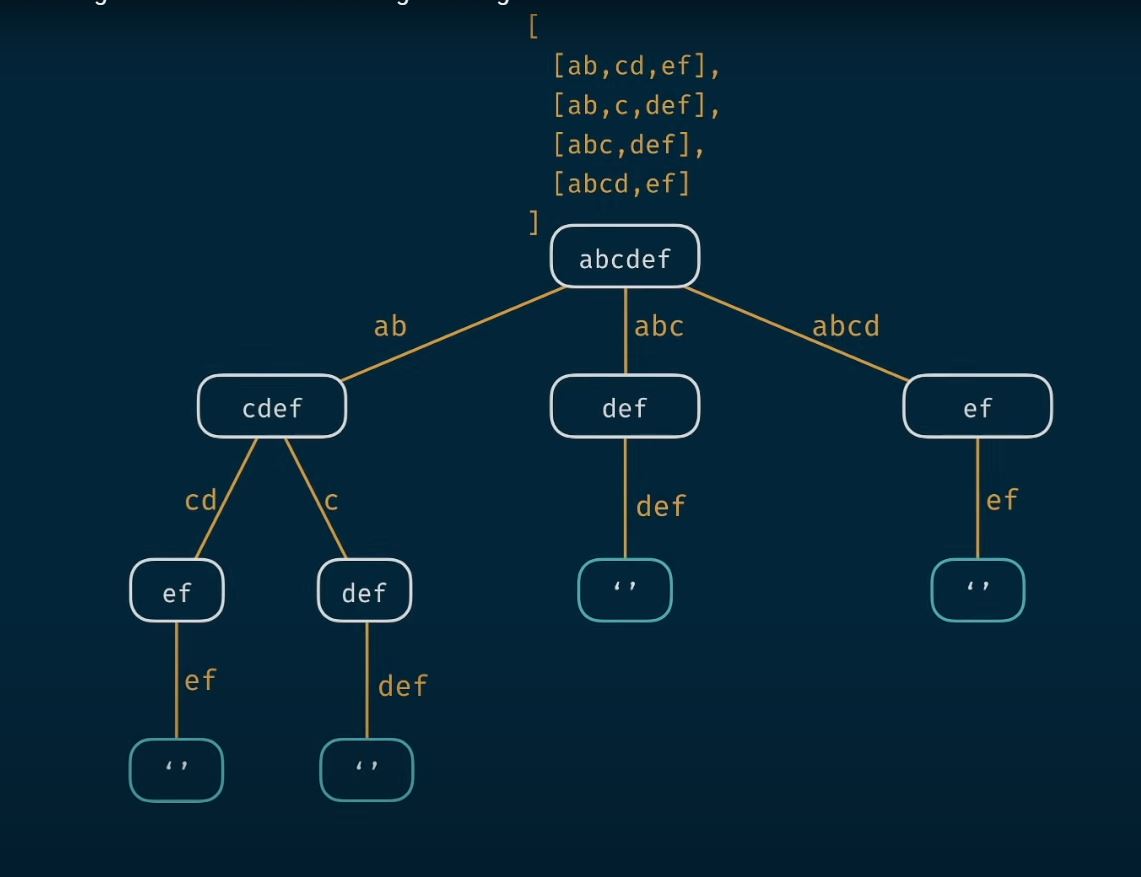 [
[ab,cd,ef],
[ab,c,def],
[abc,def],
[abcd,ef]
]
abcdef
ab
abc
abcd
cdef
def
ef
cd
c
def
ef
ef
def
‘’
‘’
ef
def
‘’
‘’